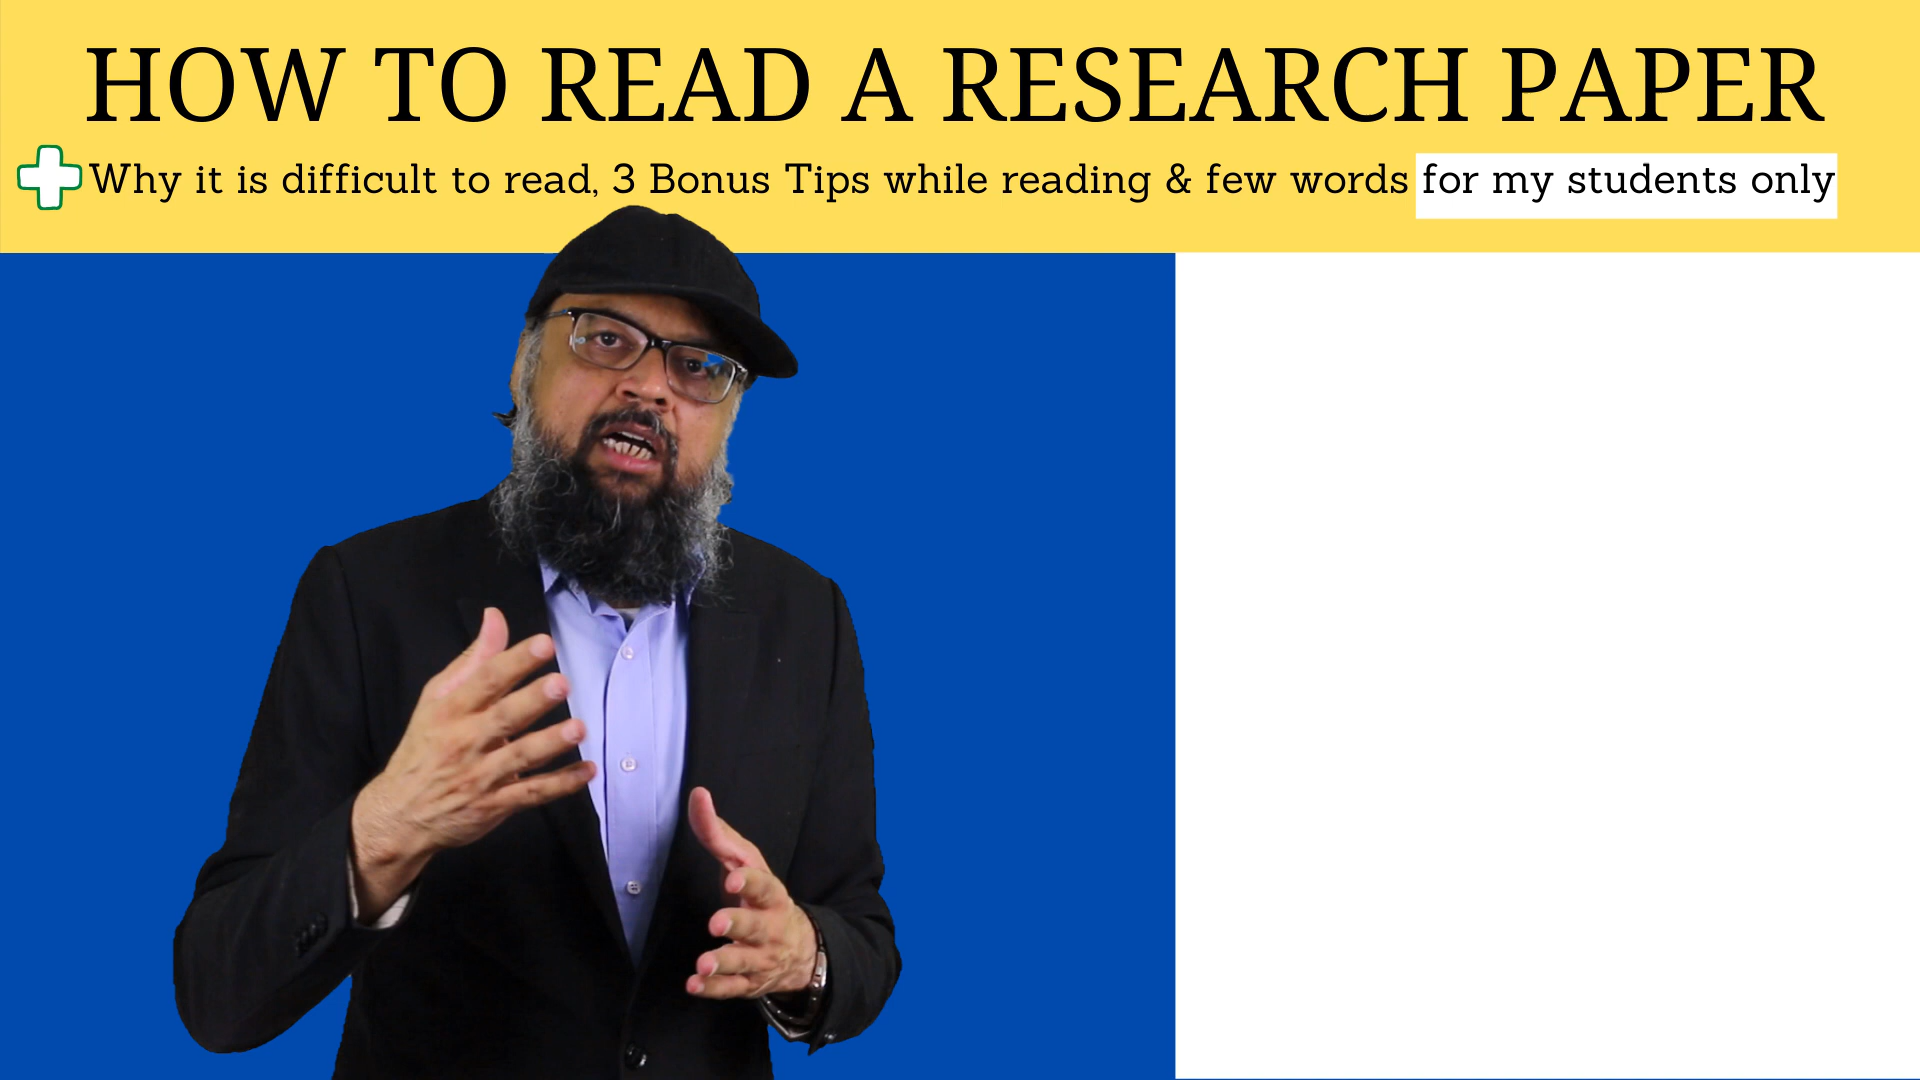 HOW TO READ A RESEARCH PAPER
Why it is difficult to read, 3 Bonus Tips while reading & few words for my students only